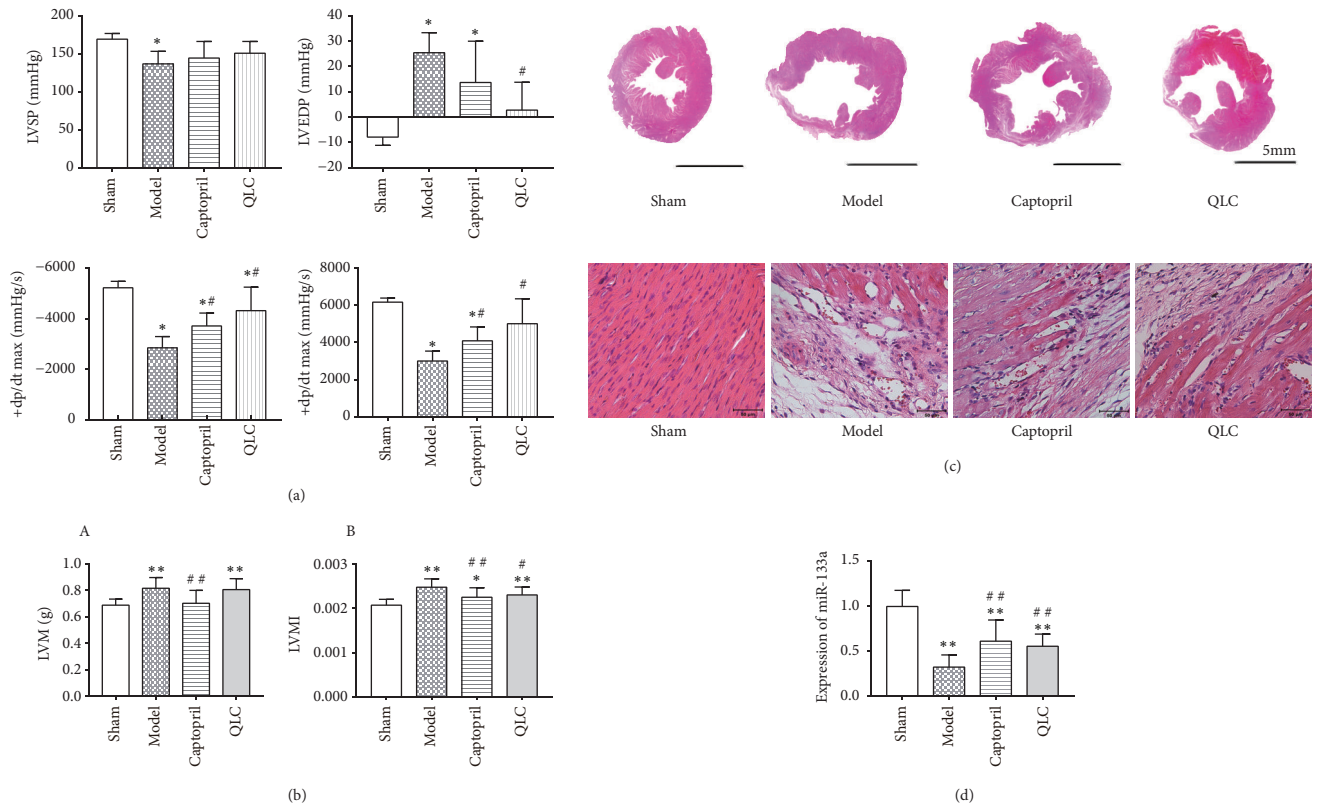 200
150
100
50
0
LVSP (mmHg)
*
Sham
Model
Captopril
QLC
40
30
20
10
0
−10
−20
LVEDP (mmHg)
*
*
#
Sham
Model
Captopril
QLC
−6000
−4000
−2000
0
+dp/dt max (mmHg/s)
*
*#
*#
Sham
Model
Captopril
QLC
8000
6000
4000
2000
0
+dp/dt max (mmHg/s)
*
*#
#
Sham
Model
Captopril
QLC
(a)
5mm
Sham
Model
Captopril
QLC
Sham
Model
Captopril
QLC
(c)
A
1.0
0.8
0.6
0.4
0.2
0.0
LVM (g)
**
##
**
Sham
Model
Captopril
QLC
B
0.003
0.002
0.001
0.000
LVMI
**
##
*
#
**
Sham
Model
Captopril
QLC
(b)
1.5
1.0
0.5
0.0
Expression of miR-133a
**
##
**
##
**
Sham
Model
Captopril
QLC
(d)